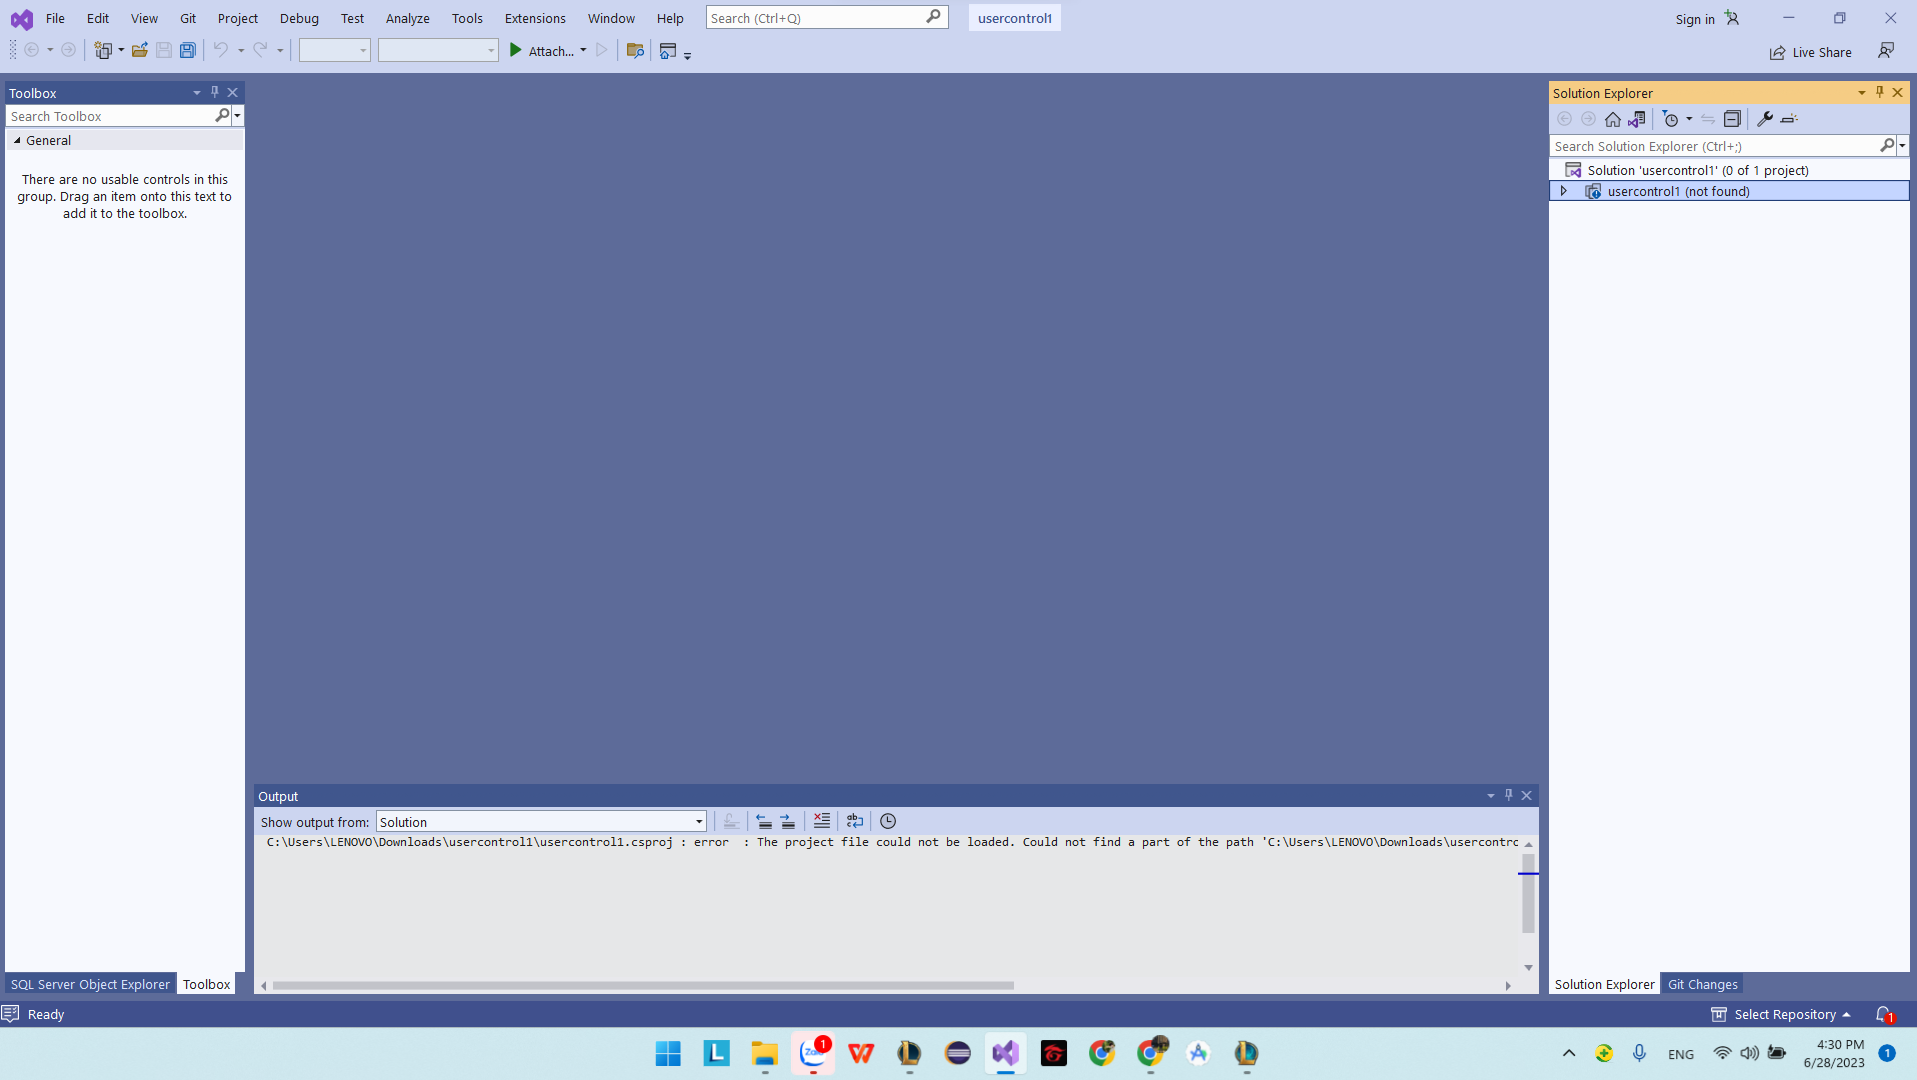 File Edit View Git Project Debug Test Analyze Tools Extensions Window Help Search (Ctrl+Q) usercontrol1 Sign in
Attach... Live Share
Toolbox
Search Toolbox
General
There are no usable controls in this
group. Drag an item onto this text to
add it to the toolbox.
SQL Server Object Explorer Toolbox
Output
Show output from: Solution
C:\Users\LENOVO\Downloads\usercontrol1\usercontrol1.csproj : error  : The project file could not be loaded. Could not find a part of the path 'C:\Users\LENOVO\Downloads\usercontrc
Solution Explorer
Search Solution Explorer (Ctrl+;)
Solution 'usercontrol1' (0 of 1 project)
usercontrol1 (not found)
Solution Explorer Git Changes
Ready Select Repository 1
L Zalo 1 ENG 4:30 PM 1
6/28/2023